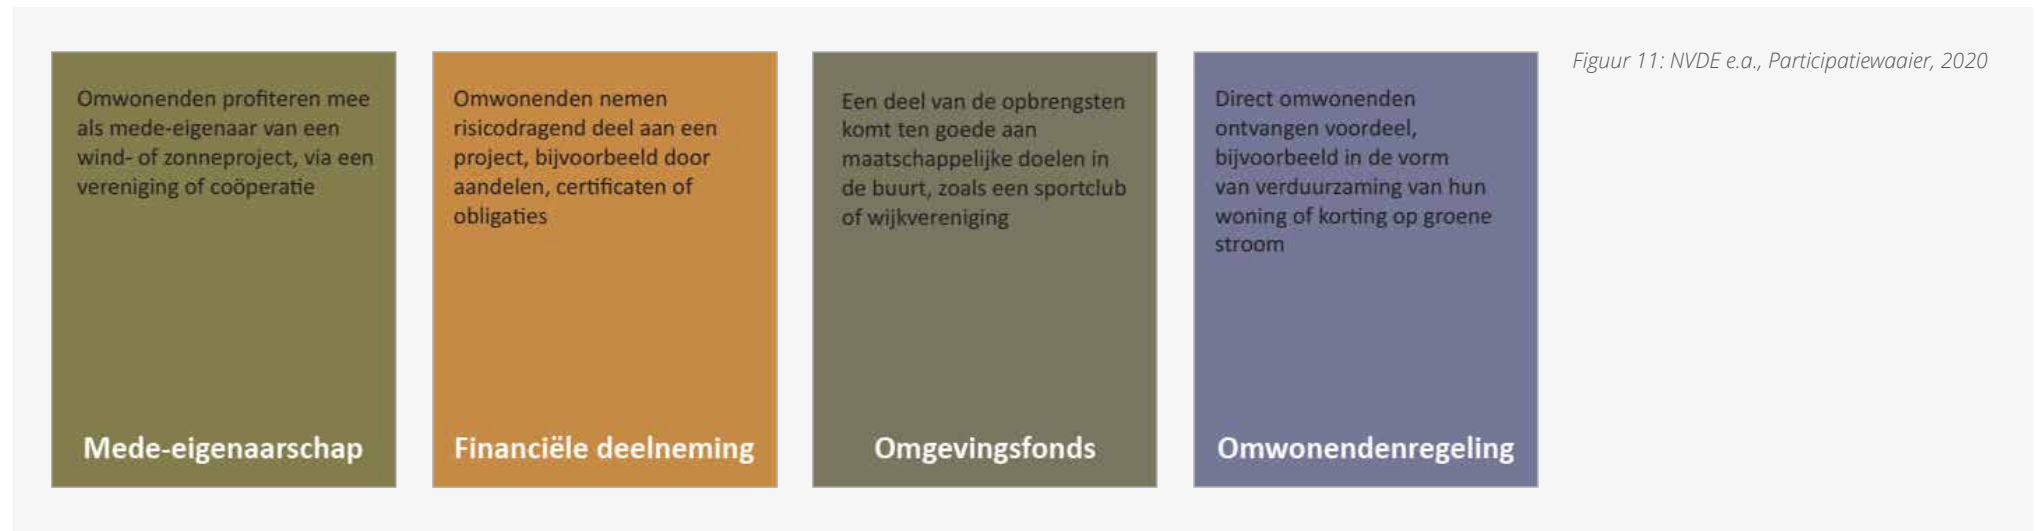 Omwonenden profiteren mee
als mede-eigenaar van een
wind- of zonneproject, via een
vereniging of coöperatie
Mede-eigenaarschap
Omwonenden nemen
risicodragend deel aan een
project, bijvoorbeeld door
aandelen, certificaten of
obligaties
Financiële deelneming
Een deel van de opbrengsten
komt ten goede aan
maatschappelijke doelen in
de buurt, zoals een sportclub
of wijkvereniging
Omgevingsfonds
Direct omwonenden
ontvangen voordeel,
bijvoorbeeld in de vorm
van verduurzaming van hun
woning of korting op groene
stroom
Omwonendenregeling
Figuur 11: NVDE e.a., Participatiewaaier, 2020